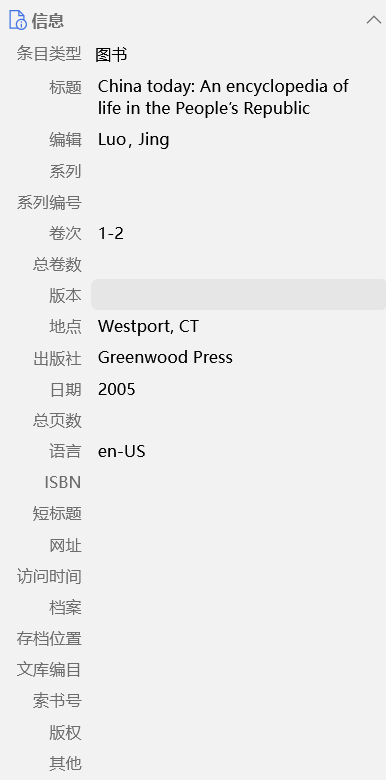 信息
条目类型 图书
标题 China today: An encyclopedia of
life in the People’s Republic
编辑 Luo, Jing
系列
系列编号
卷次 1-2
总卷数
版本
地点 Westport, CT
出版社 Greenwood Press
日期 2005
总页数
语言 en-US
ISBN
短标题
网址
访问时间
档案
存档位置
文库编目
索书号
版权
其他